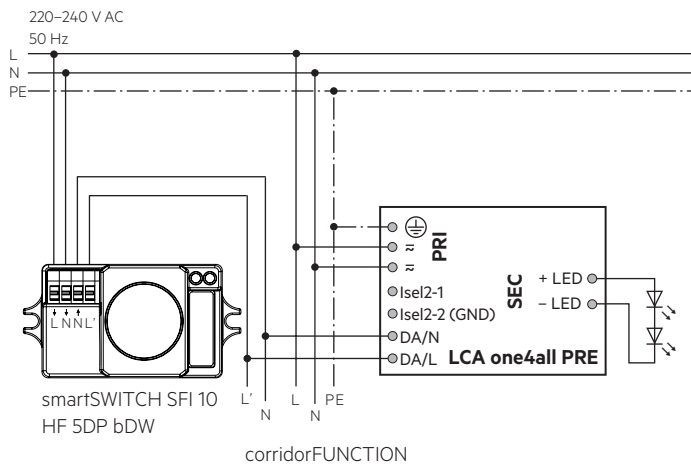 220–240 V AC
50 Hz
L
N
PE
PRI
SEC
+ LED
– LED
Isel2-1
Isel2-2 (GND)
DA/N
DA/L LCA one4all PRE
L N N L'
smartSWITCH SFI 10
HF 5DP bDW
L' N L N PE
corridorFUNCTION